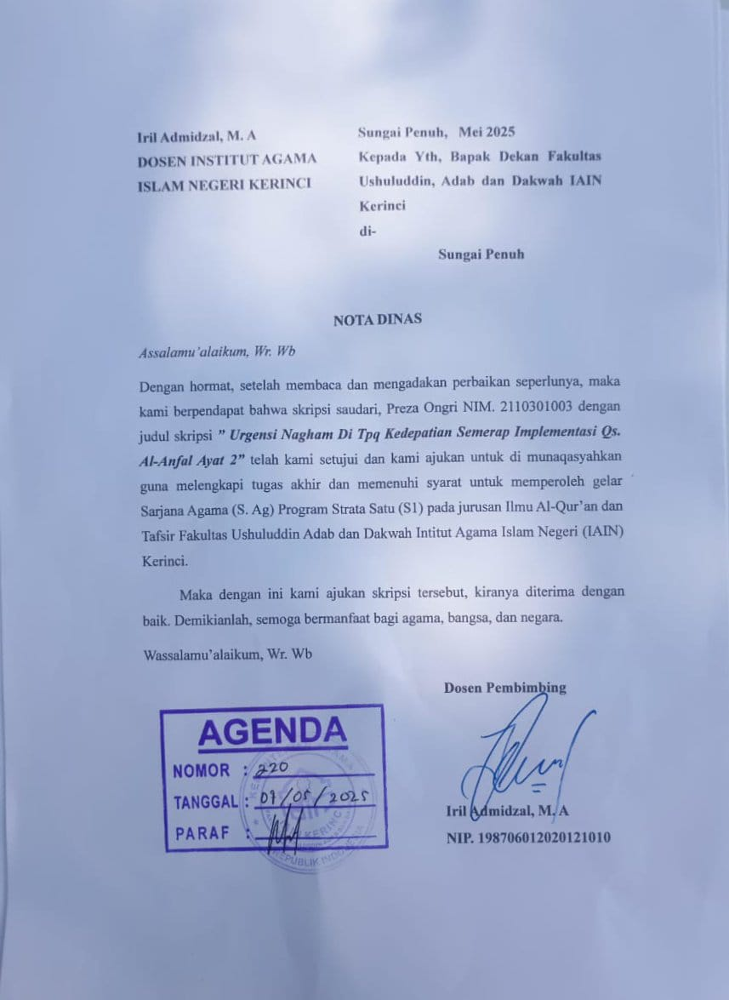 Iril Admidzal, M. A
DOSEN INSTITUT AGAMA
ISLAM NEGERI KERINCI
Sungai Penuh, Mei 2025
Kepada Yth, Bapak Dekan Fakultas
Ushuluddin, Adab dan Dakwah IAIN
Kerinci
di-
Sungai Penuh
NOTA DINAS
Assalamu'alaikum, Wr. Wb
Dengan hormat, setelah membaca dan mengadakan perbaikan seperlunya, maka
kami berpendapat bahwa skripsi saudari, Preza Ongri NIM. 2110301003 dengan
judul skripsi ” Urgensi Nagham Di Tpq Kedepatian Semerap Implementasi Qs.
Al-Anfal Ayat 2” telah kami setujui dan kami ajukan untuk di munaqasyahkan
guna melengkapi tugas akhir dan memenuhi syarat untuk memperoleh gelar
Sarjana Agama (S. Ag) Program Strata Satu (S1) pada jurusan Ilmu Al-Qur'an dan
Tafsir Fakultas Ushuluddin Adab dan Dakwah Intitut Agama Islam Negeri (IAIN)
Kerinci.
Maka dengan ini kami ajukan skripsi tersebut, kiranya diterima dengan
baik. Demikianlah, semoga bermanfaat bagi agama, bangsa, dan negara.
Wassalamu'alaikum, Wr. Wb
Dosen Pembimbing
Iril Admidzal, M, A
NIP. 198706012020121010
AGENDA
NOMOR : 220
TANGGAL : 07/05/2025
PARAF :
KERINCI
REPUBLIK INDONESIA